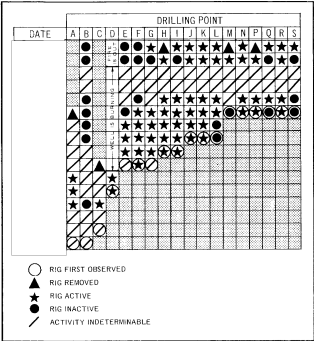 DRILLING POINT
DATE
A B C D E F G H I J K L M N P Q R S
RIG FIRST OBSERVED
RIG REMOVED
RIG ACTIVE
RIG INACTIVE
ACTIVITY INDETERMINABLE